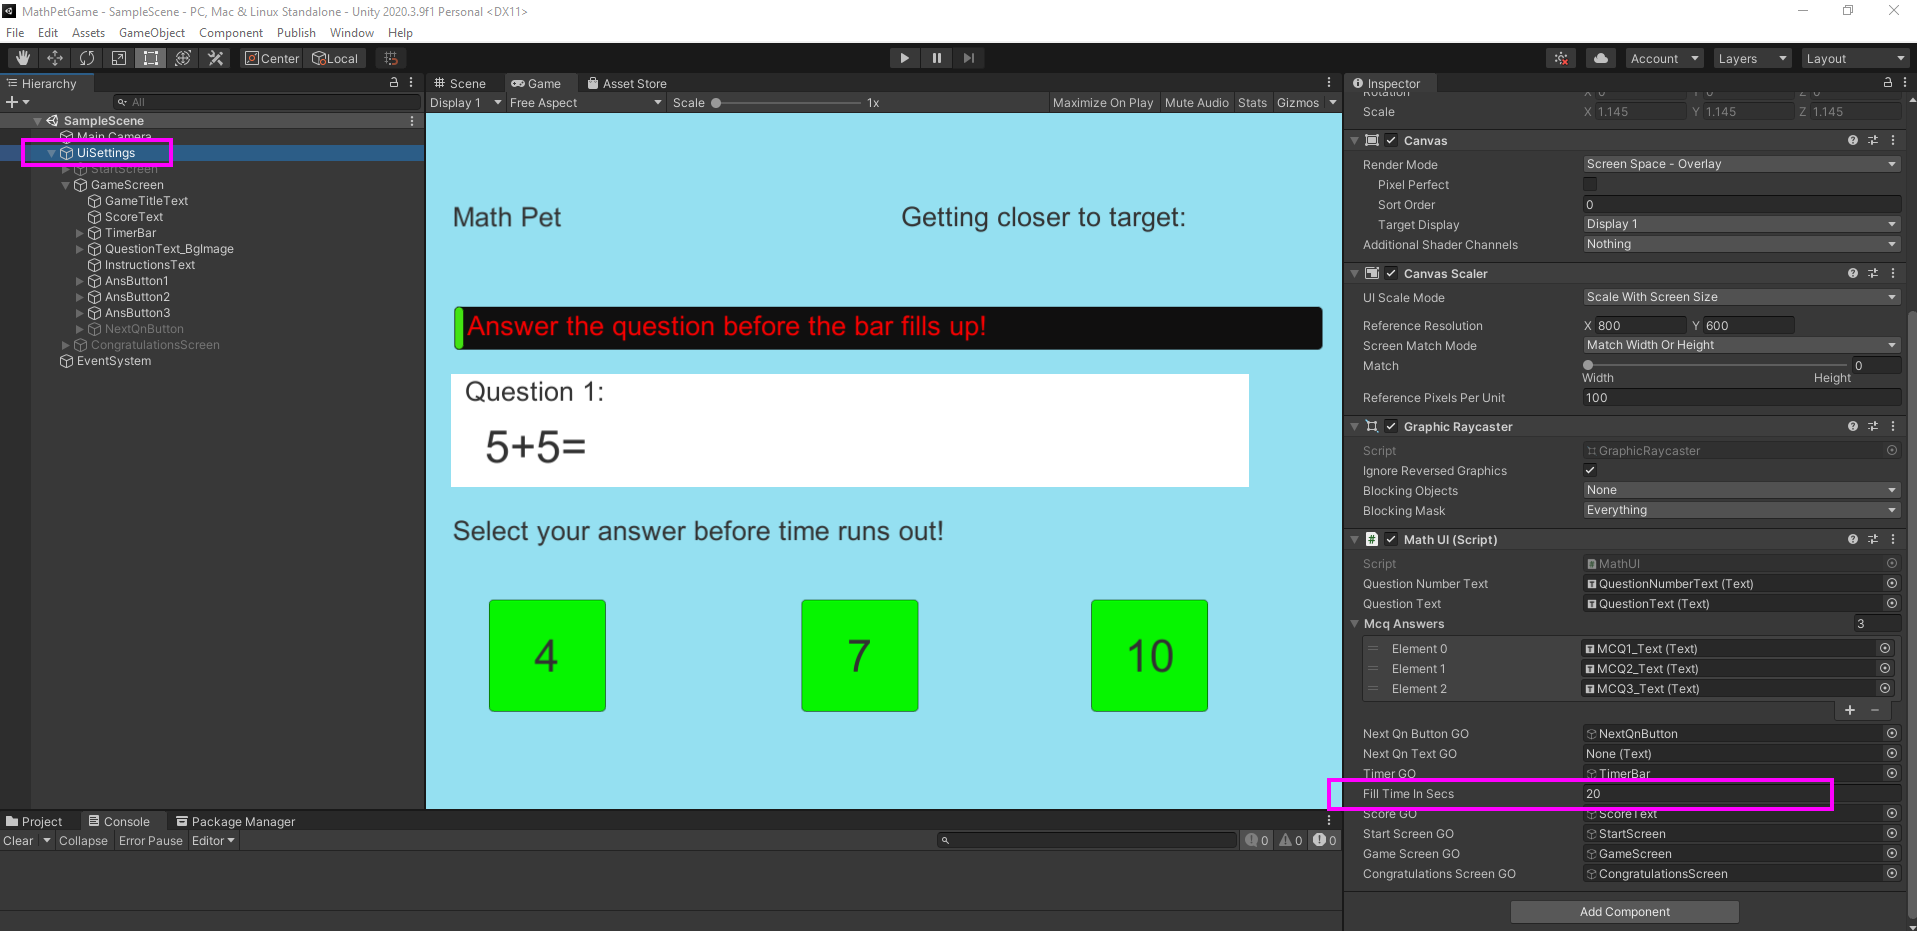 MathPetGame - SampleScene - PC, Mac & Linux Standalone - Unity 2020.3.9f1 Personal <DX11>
File Edit Assets GameObject Component Publish Window Help
Center Local Account Layers Layout
Hierarchy
All
SampleScene
Main Camera
UiSettings
StartScreen
GameScreen
GameTitleText
ScoreText
TimerBar
QuestionText_BgImage
InstructionsText
AnsButton1
AnsButton2
AnsButton3
NextQnButton
CongratulationsScreen
EventSystem
Scene Game Asset Store
Display 1 Free Aspect Scale 1x Maximize On Play Mute Audio Stats Gizmos
Math Pet Getting closer to target:
Answer the question before the bar fills up!
Question 1:
5+5=
Select your answer before time runs out!
4 7 10
Project Console Package Manager
Clear Collapse Error Pause Editor 0 0 0
Inspector
Rotation X 0 Y 0 Z 0
Scale X 1.145 Y 1.145 Z 1.145
Canvas
Render Mode Screen Space - Overlay
Pixel Perfect
Sort Order 0
Target Display Display 1
Additional Shader Channels Nothing
Canvas Scaler
UI Scale Mode Scale With Screen Size
Reference Resolution X 800 Y 600
Screen Match Mode Match Width Or Height
Match 0
Width Height
Reference Pixels Per Unit 100
Graphic Raycaster
Script GraphicRaycaster
Ignore Reversed Graphics
Blocking Objects None
Blocking Mask Everything
# Math UI (Script)
Script MathUI
Question Number Text QuestionNumberText (Text)
Question Text QuestionText (Text)
Mcq Answers 3
Element 0 MCQ1_Text (Text)
Element 1 MCQ2_Text (Text)
Element 2 MCQ3_Text (Text)
Next Qn Button GO NextQnButton
Next Qn Text GO None (Text)
Timer GO TimerBar
Fill Time In Secs 20
Score GO ScoreText
Start Screen GO StartScreen
Game Screen GO GameScreen
Congratulations Screen GO CongratulationsScreen
Add Component